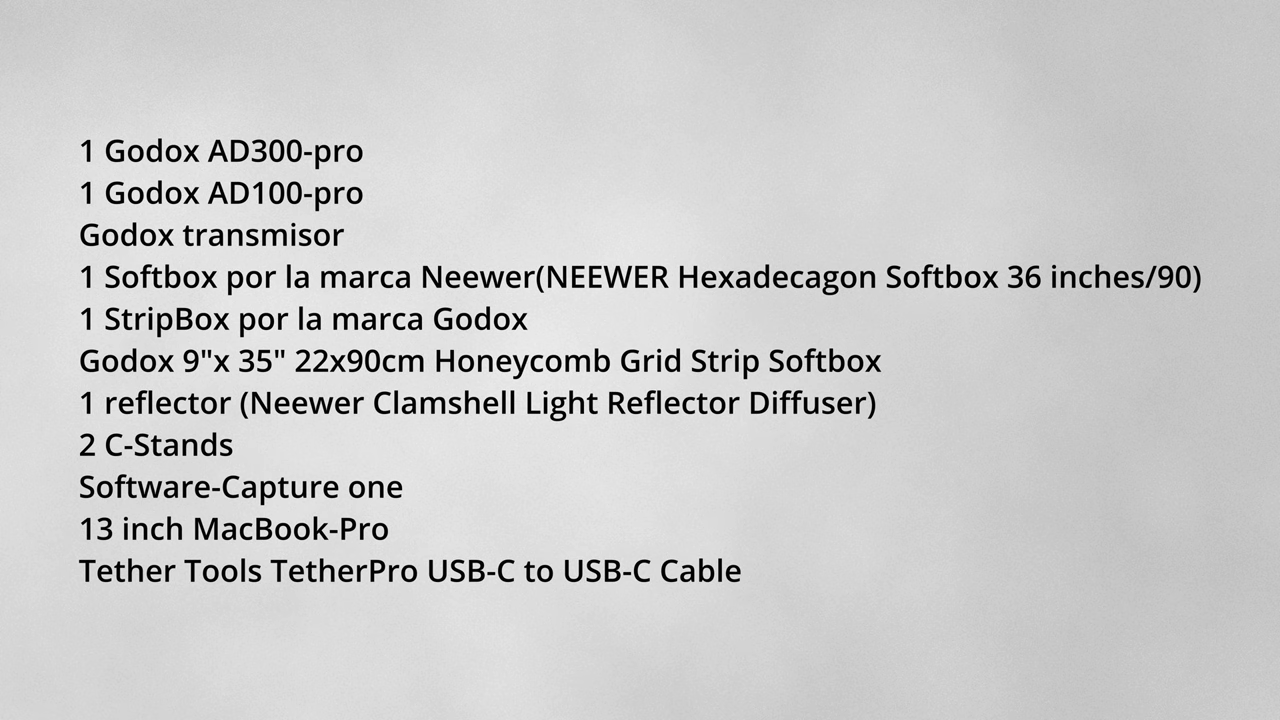 1 Godox AD300-pro
1 Godox AD100-pro
Godox transmisor
1 Softbox por la marca Neewer(NEEWER Hexadecagon Softbox 36 inches/90)
1 StripBox por la marca Godox
Godox 9"x 35" 22x90cm Honeycomb Grid Strip Softbox
1 reflector (Neewer Clamshell Light Reflector Diffuser)
2 C-Stands
Software-Capture one
13 inch MacBook-Pro
Tether Tools TetherPro USB-C to USB-C Cable